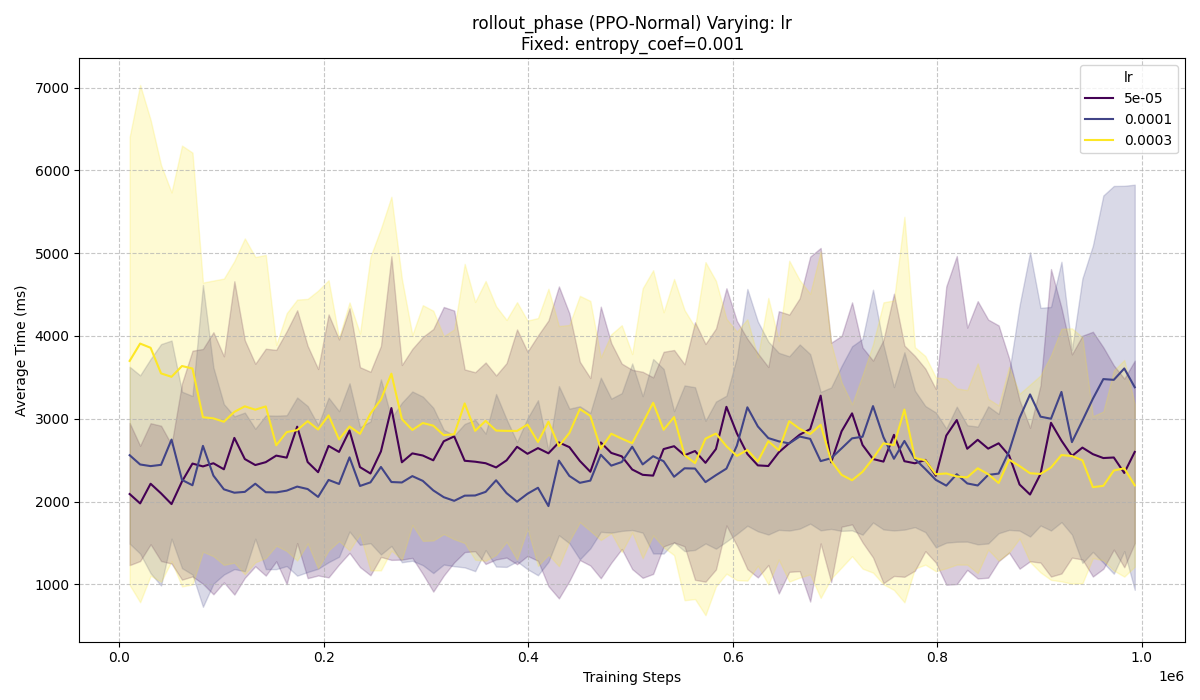 rollout_phase (PPO-Normal) Varying: lr
Fixed: entropy_coef=0.001
lr
5e-05
0.0001
0.0003
7000
6000
5000
4000
3000
2000
1000
Average Time (ms)
0.0
0.2
0.4
0.6
0.8
1.0
1e6
Training Steps